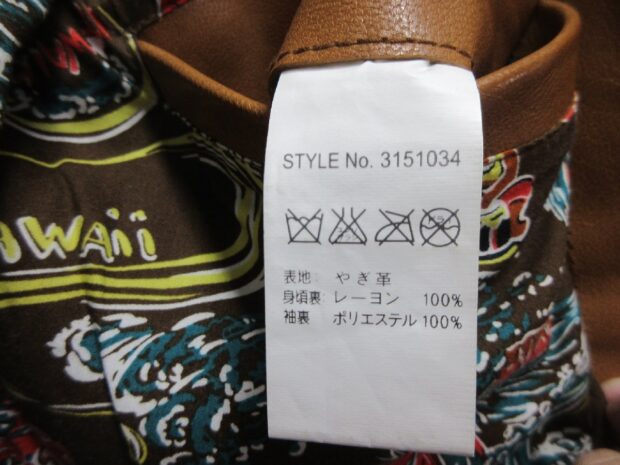 STYLE No. 3151034
表地: やぎ革
身頃裏: レーヨン 100%
袖裏: ポリエステル 100%
AWAii